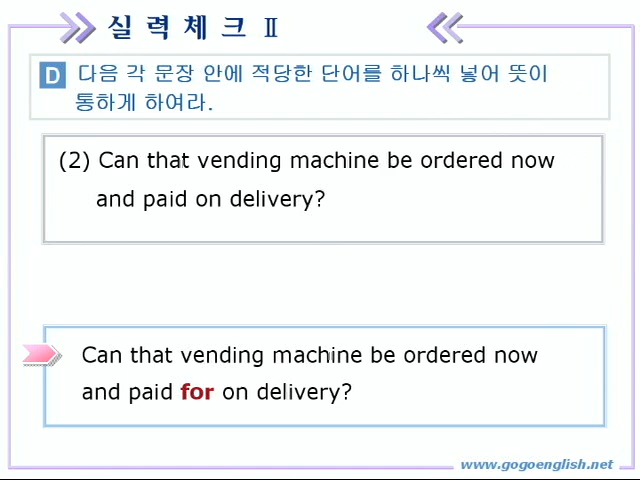 실력체크 Ⅱ
D 다음 각 문장 안에 적당한 단어를 하나씩 넣어 뜻이
통하게 하여라.
(2) Can that vending machine be ordered now
and paid on delivery?
Can that vending machine be ordered now
and paid for on delivery?
www.gogoenglish.net